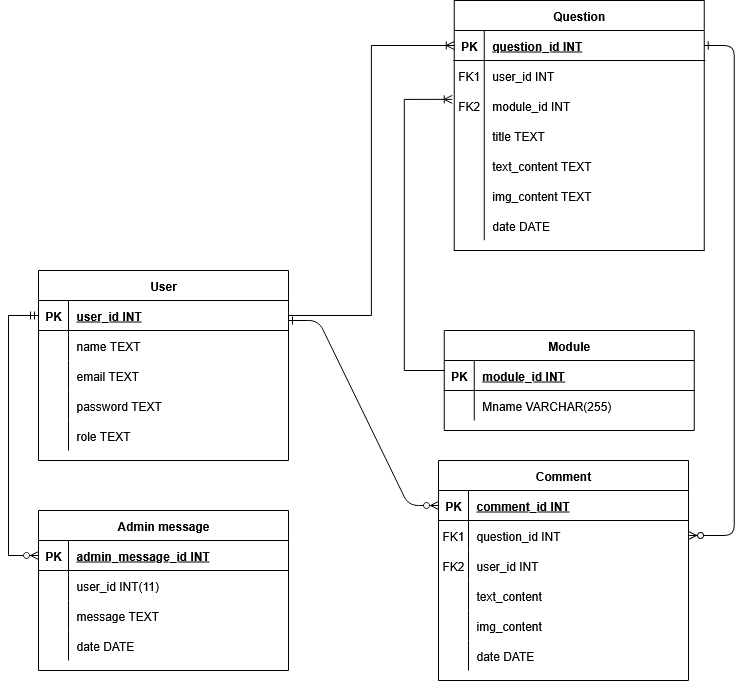 Question
PK question_id INT
FK1 user_id INT
FK2 module_id INT
title TEXT
text_content TEXT
img_content TEXT
date DATE
User
PK user_id INT
name TEXT
email TEXT
password TEXT
role TEXT
Module
PK module_id INT
Mname VARCHAR(255)
Admin message
PK admin_message_id INT
user_id INT(11)
message TEXT
date DATE
Comment
PK comment_id INT
FK1 question_id INT
FK2 user_id INT
text_content
img_content
date DATE